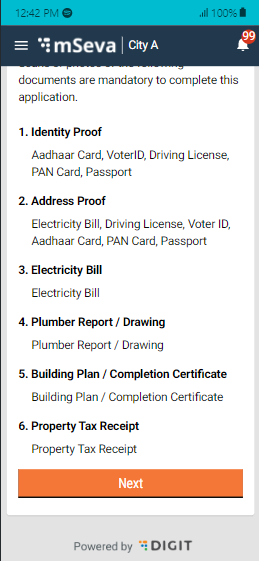 12:42 PM
100%
mSeva City A
99
documents are mandatory to complete this
application.
1. Identity Proof
Aadhaar Card, VoterID, Driving License,
PAN Card, Passport
2. Address Proof
Electricity Bill, Driving License, Voter ID,
Aadhaar Card, PAN Card, Passport
3. Electricity Bill
Electricity Bill
4. Plumber Report / Drawing
Plumber Report / Drawing
5. Building Plan / Completion Certificate
Building Plan / Completion Certificate
6. Property Tax Receipt
Property Tax Receipt
Next
Powered by DIGIT